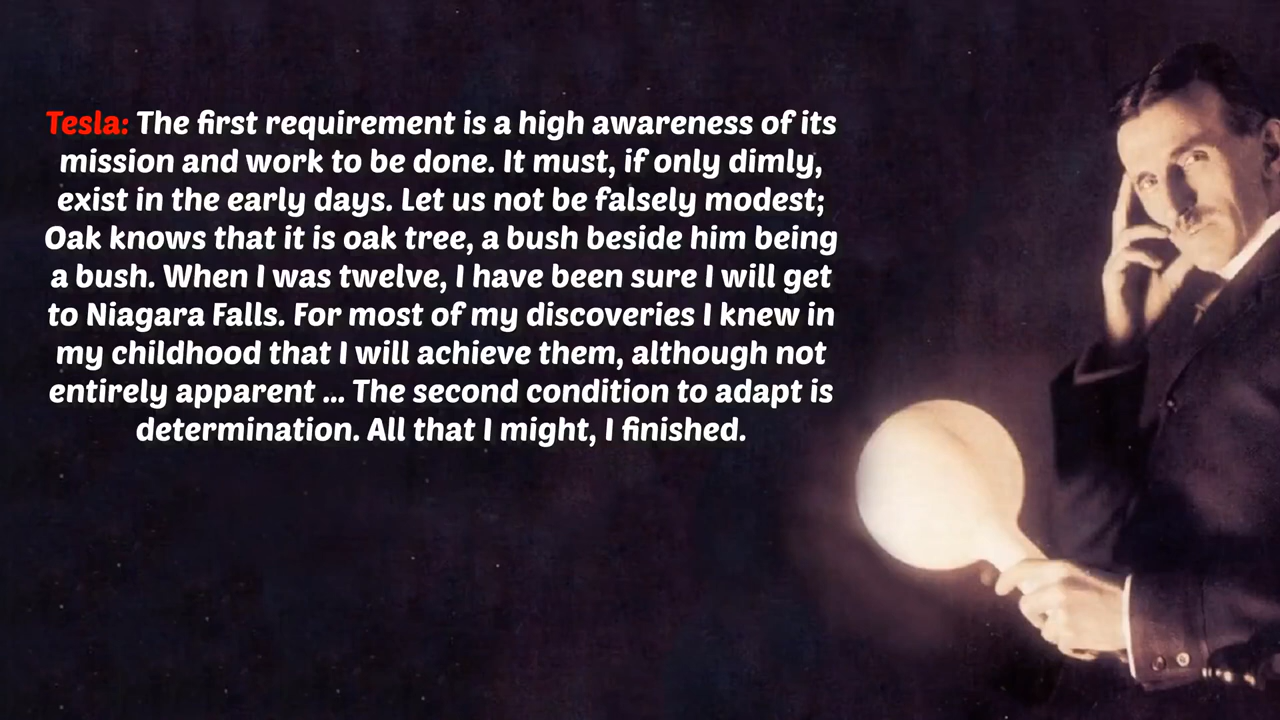 Tesla: The first requirement is a high awareness of its
mission and work to be done. It must, if only dimly,
exist in the early days. Let us not be falsely modest;
Oak knows that it is oak tree, a bush beside him being
a bush. When I was twelve, I have been sure I will get
to Niagara Falls. For most of my discoveries I knew in
my childhood that I will achieve them, although not
entirely apparent ... The second condition to adapt is
determination. All that I might, I finished.